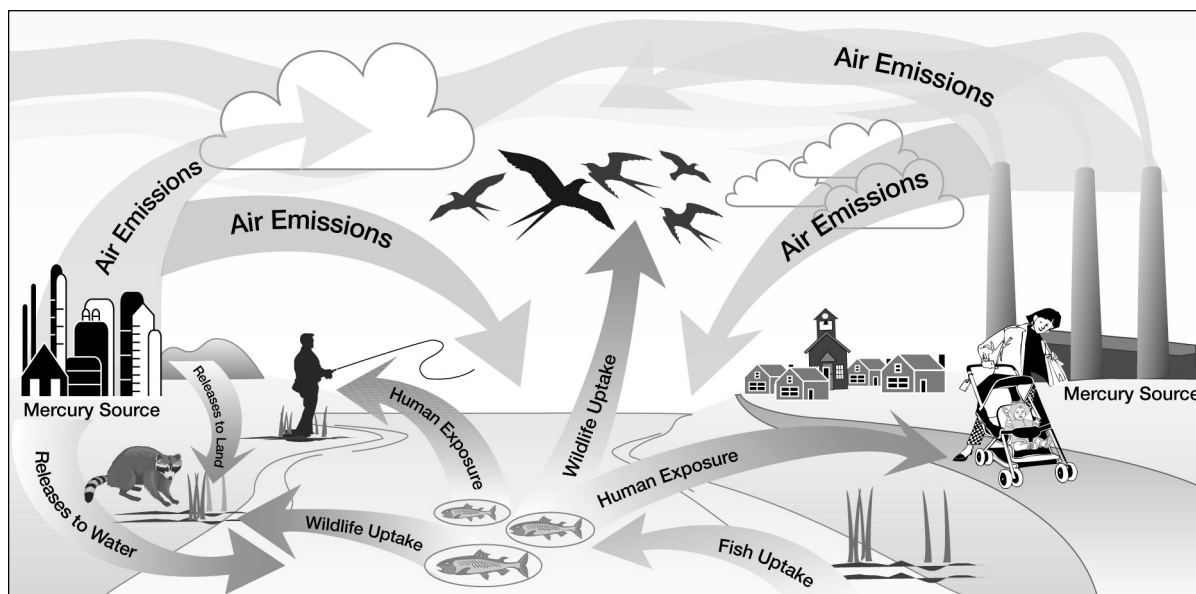 Air Emissions
Air Emissions
Air Emissions
Air Emissions
Mercury Source
Releases to Land
Releases to Water
Human Exposure
Wildlife Uptake
Wildlife Uptake
Human Exposure
Fish Uptake
Mercury Source